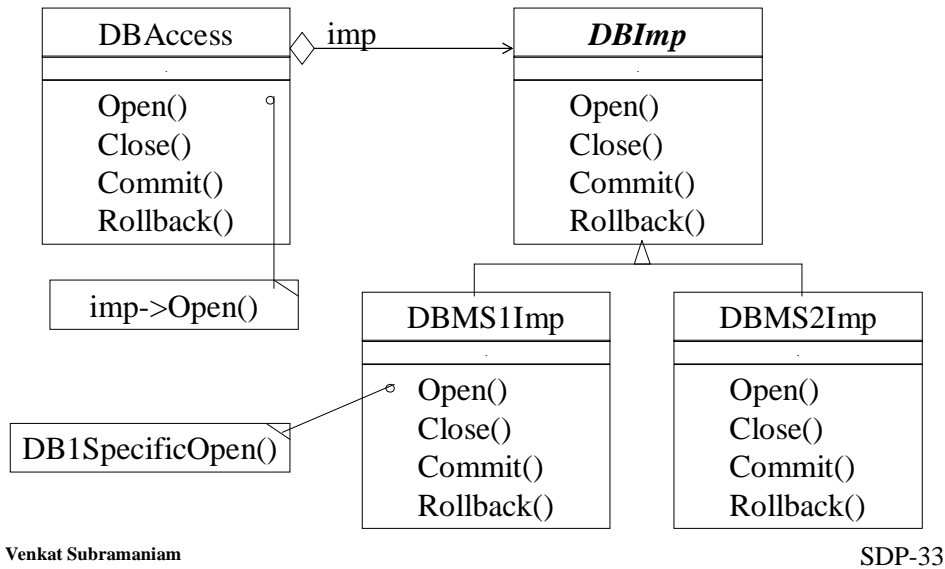 DBAccess
imp
DBImp
Open()
Close()
Commit()
Rollback()
Open()
Close()
Commit()
Rollback()
imp->Open()
DBMS1Imp
DBMS2Imp
Open()
Close()
Commit()
Rollback()
Open()
Close()
Commit()
Rollback()
DB1SpecificOpen()
Venkat Subramaniam
SDP-33